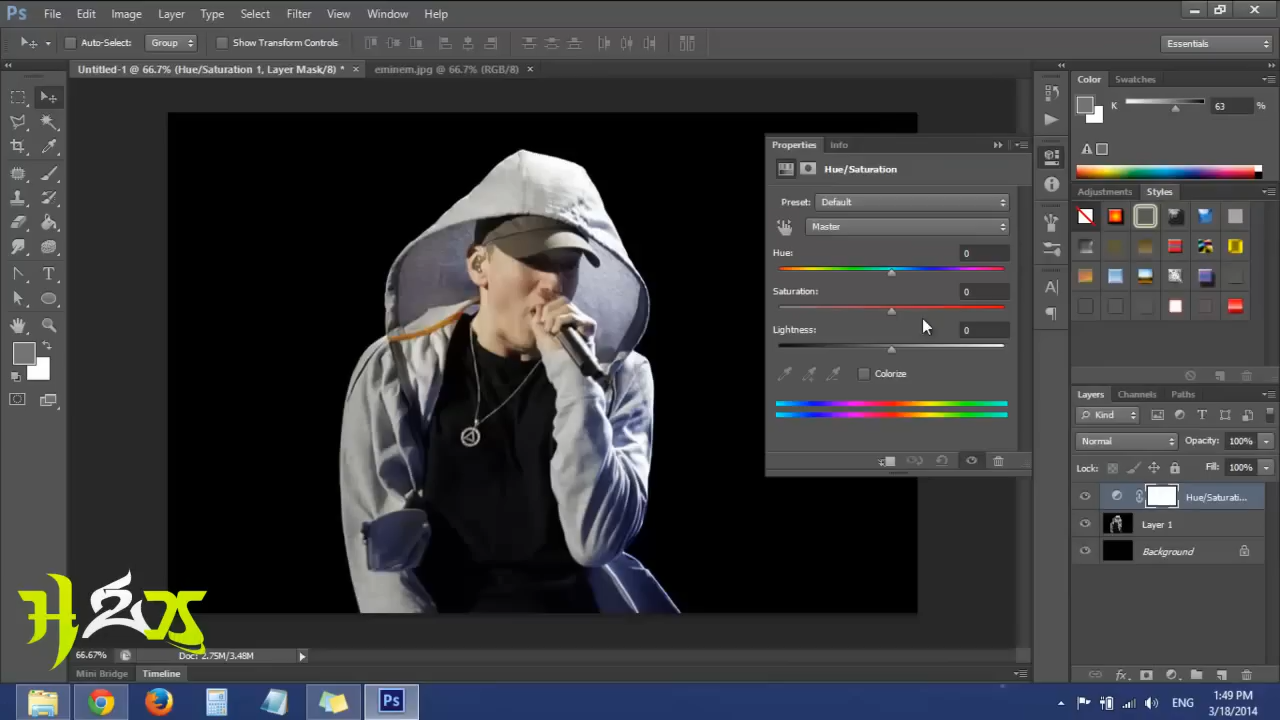 Ps File Edit Image Layer Type Select Filter View Window Help
Auto-Select: Group Show Transform Controls Essentials
Untitled-1 @ 66.7% (Hue/Saturation 1, Layer Mask/8) * × eminem.jpg @ 66.7% (RGB/8) ×
Color Swatches
K 63 %
Properties Info
Hue/Saturation
Preset: Default
Master
Hue: 0
Saturation: 0
Lightness: 0
Colorize
Adjustments Styles
Layers Channels Paths
Kind
Normal Opacity: 100%
Lock: Fill: 100%
Hue/Saturati...
Layer 1
Background
66.67% Doc: 2.75M/3.48M
Mini Bridge Timeline
Ps ENG 1:49 PM
3/18/2014